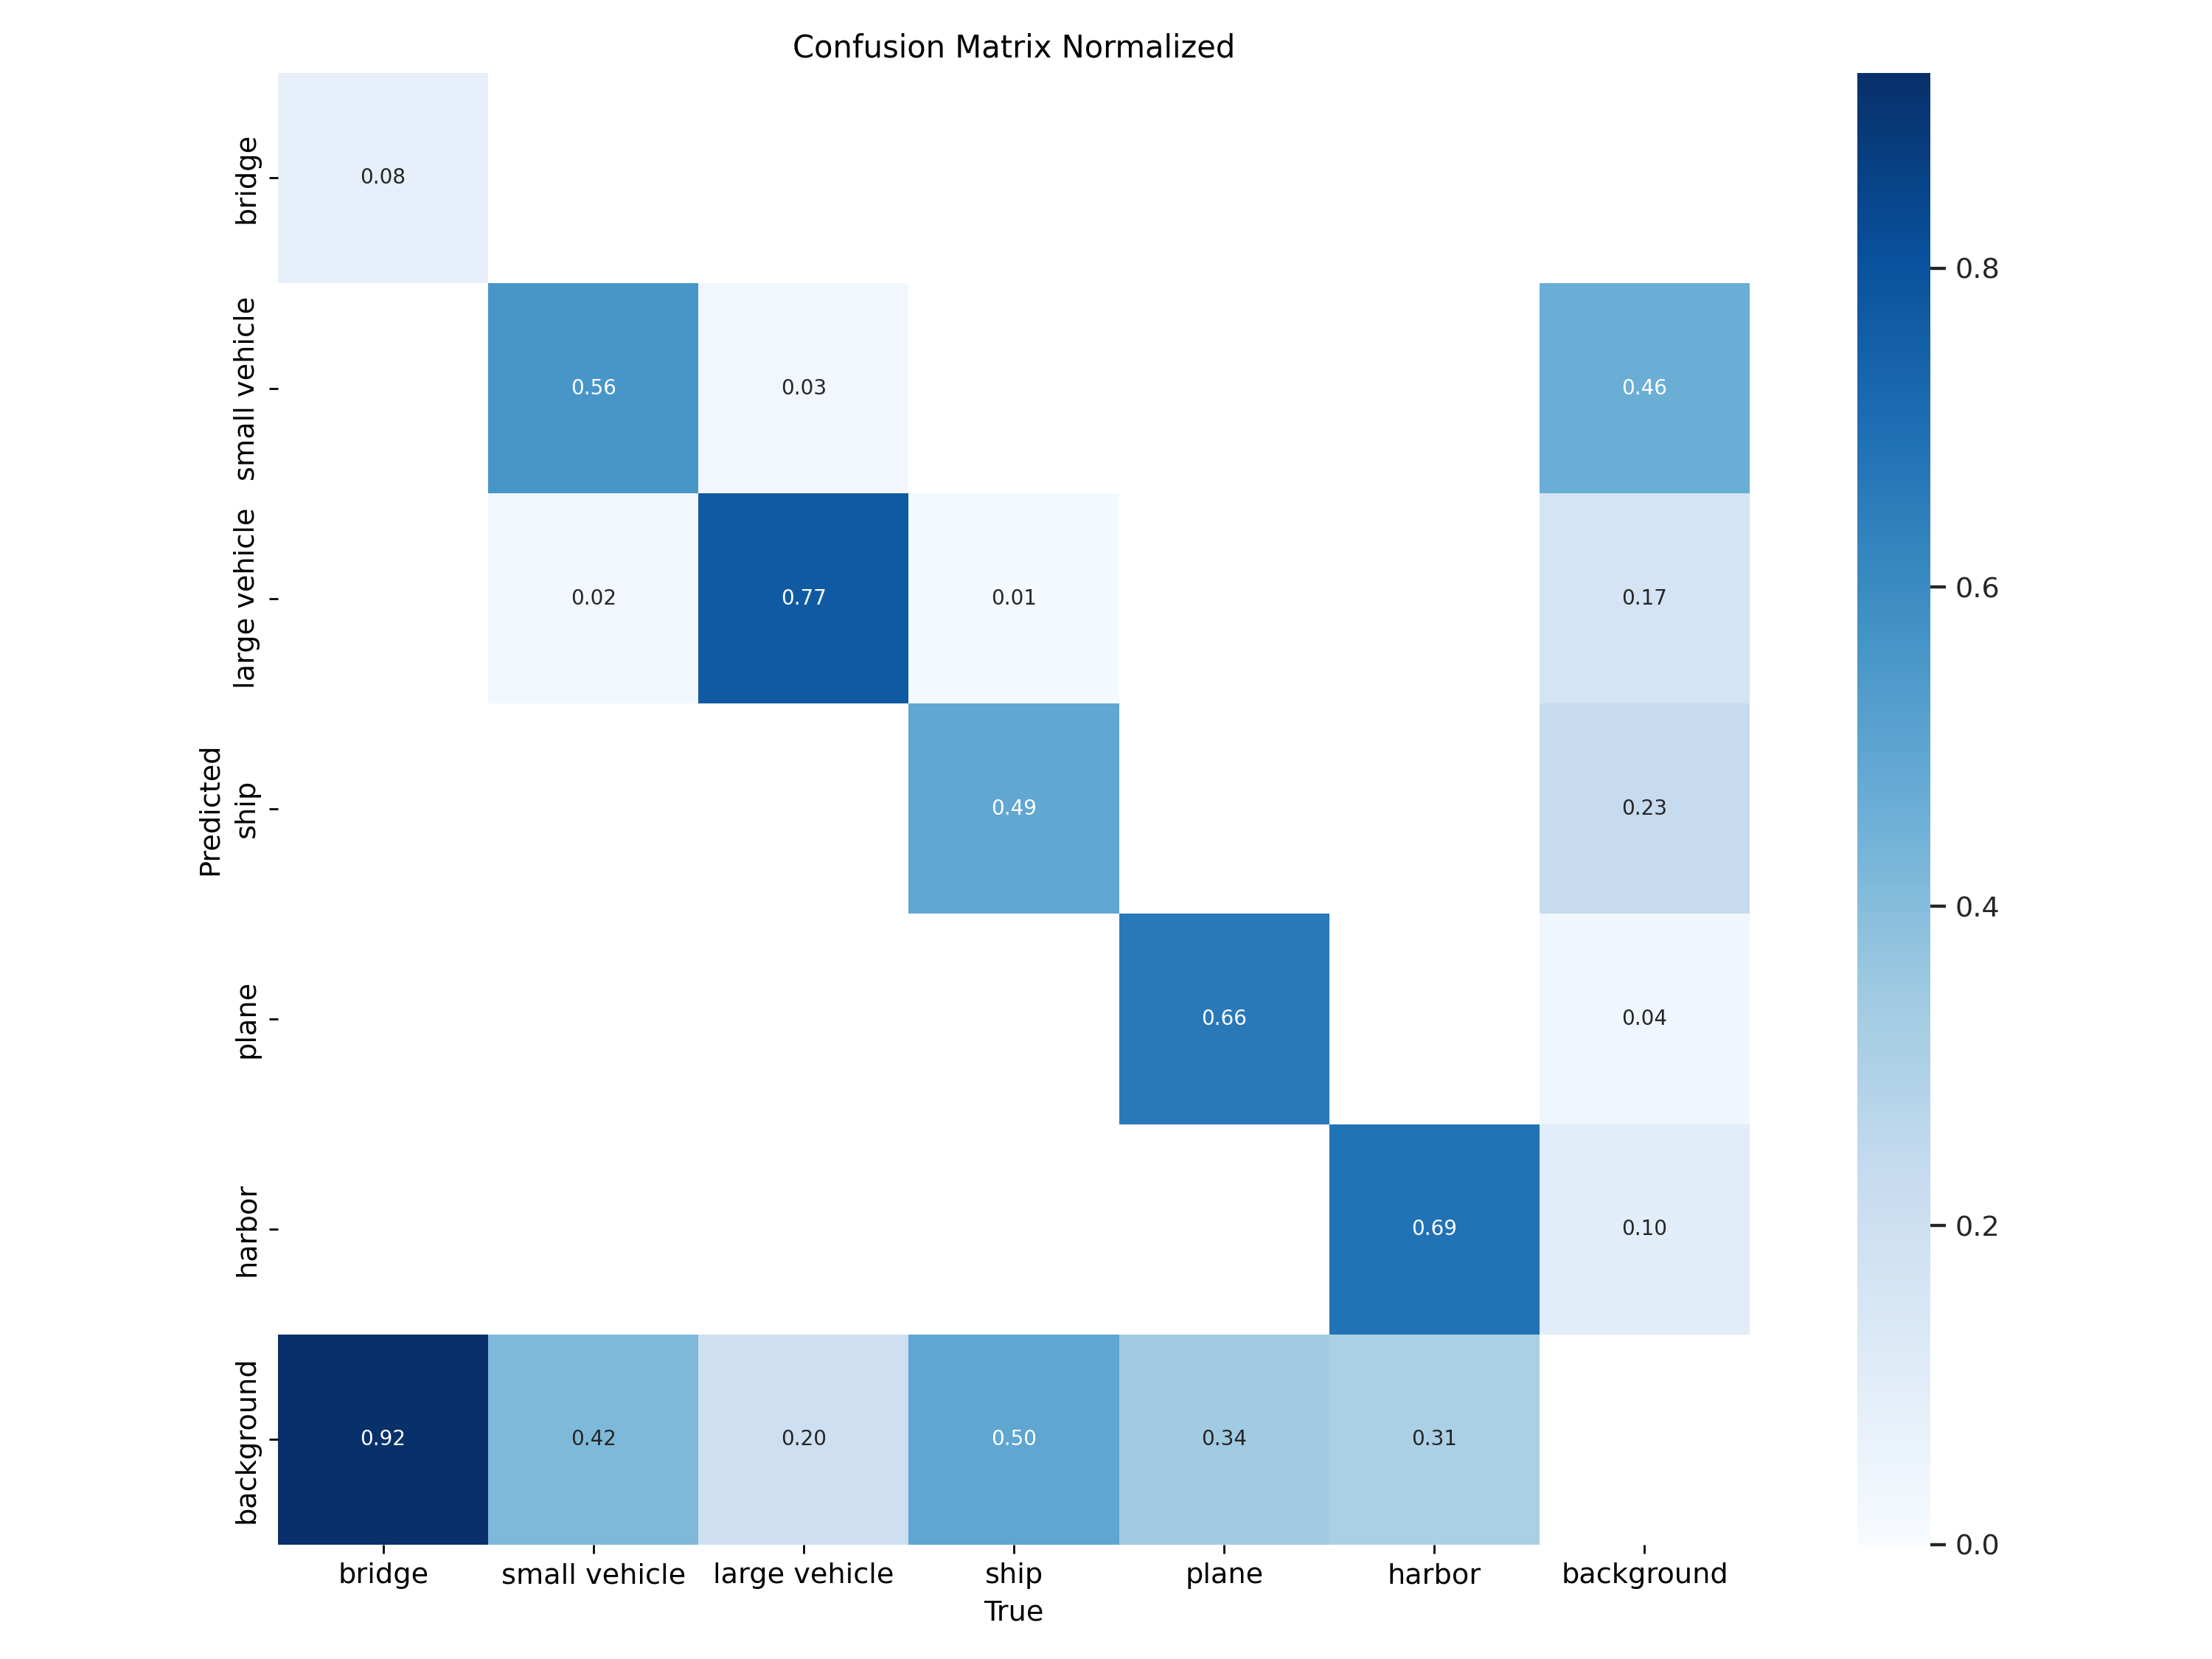 Confusion Matrix Normalized
bridge
0.08
small vehicle
0.56
0.03
0.46
large vehicle
0.02
0.77
0.01
0.17
Predicted
ship
0.49
0.23
plane
0.66
0.04
harbor
0.69
0.10
background
0.92
0.42
0.20
0.50
0.34
0.31
bridge
small vehicle
large vehicle
ship
plane
harbor
background
True
0.8
0.6
0.4
0.2
0.0